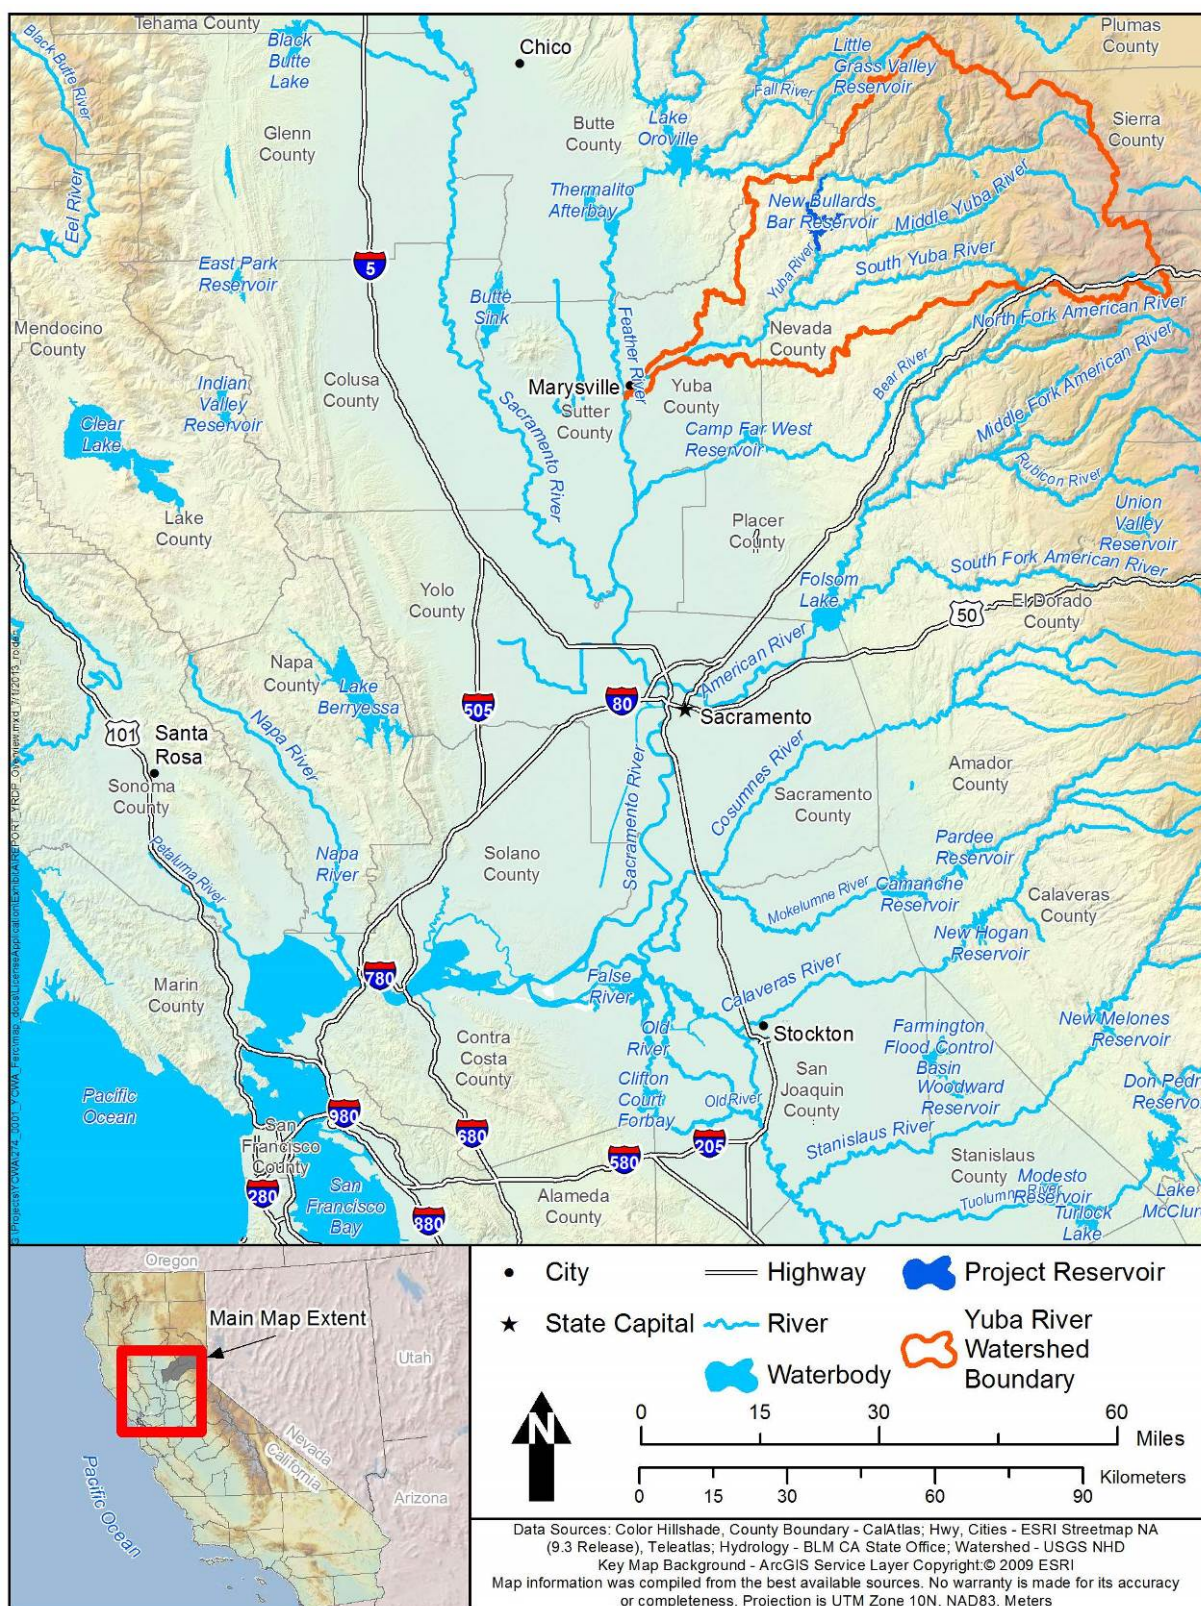 Tehama County
Black Butte River
Black
Butte
Lake
Chico
Little
Grass Valley
Reservoir
Plumas
County
Fall River
Glenn
County
Butte
County
Lake
Oroville
Sierra
County
Eel River
Thermalito
Afterbay
New Bullards
Bar Reservoir
Middle Yuba River
5
East Park
Reservoir
Butte
Sink
Yuba River
South Yuba River
Mendocino
County
Feather River
Nevada
County
North Fork American River
Colusa
County
Indian
Valley
Reservoir
Marysville
Sutter
County
Yuba
County
Bear River
Middle Fork American River
Clear
Lake
Sacramento River
Camp Far West
Reservoir
Rubicon River
Lake
County
Placer
County
Union
Valley
Reservoir
Yolo
County
Folsom
Lake
South Fork American River
50
El Dorado
County
Napa
County
Lake
Berryessa
505
80
American River
Sacramento
101
Santa
Rosa
Sonoma
County
Napa River
Sacramento River
Cosumnes River
Amador
County
Sacramento
County
Petaluma River
Napa
River
Solano
County
Pardee
Reservoir
Mokelumne River
Camanche
Reservoir
Calaveras
County
New Hogan
Reservoir
Marin
County
780
False
River
Calaveras River
Stockton
New Melones
Reservoir
Contra
Costa
County
Old
River
Farmington
Flood Control
Basin
Woodward
Reservoir
Pacific
Ocean
Clifton
Court
Forbay
Old River
San
Joaquin
County
Don Pedr
Reservo
980
San
Francisco
County
680
205
580
Stanislaus River
Stanislaus
County
Modesto
Reservoir
280
San
Francisco
Bay
880
Alameda
County
Tuolumne River
Turlock
Lake
Lake
McClure
Oregon
Main Map Extent
Utah
Nevada
California
Arizona
Pacific Ocean
City
Highway
Project Reservoir
State Capital
River
Yuba River
Watershed
Boundary
Waterbody
N
0 15 30 60
Miles
Kilometers
0 15 30 60 90
Data Sources: Color Hillshade, County Boundary - CalAtlas; Hwy, Cities - ESRI Streetmap NA
(9.3 Release), Teleatlas; Hydrology - BLM CA State Office; Watershed - USGS NHD
Key Map Background - ArcGIS Service Layer Copyright:© 2009 ESRI
Map information was compiled from the best available sources. No warranty is made for its accuracy
or completeness. Projection is UTM Zone 10N, NAD83, Meters